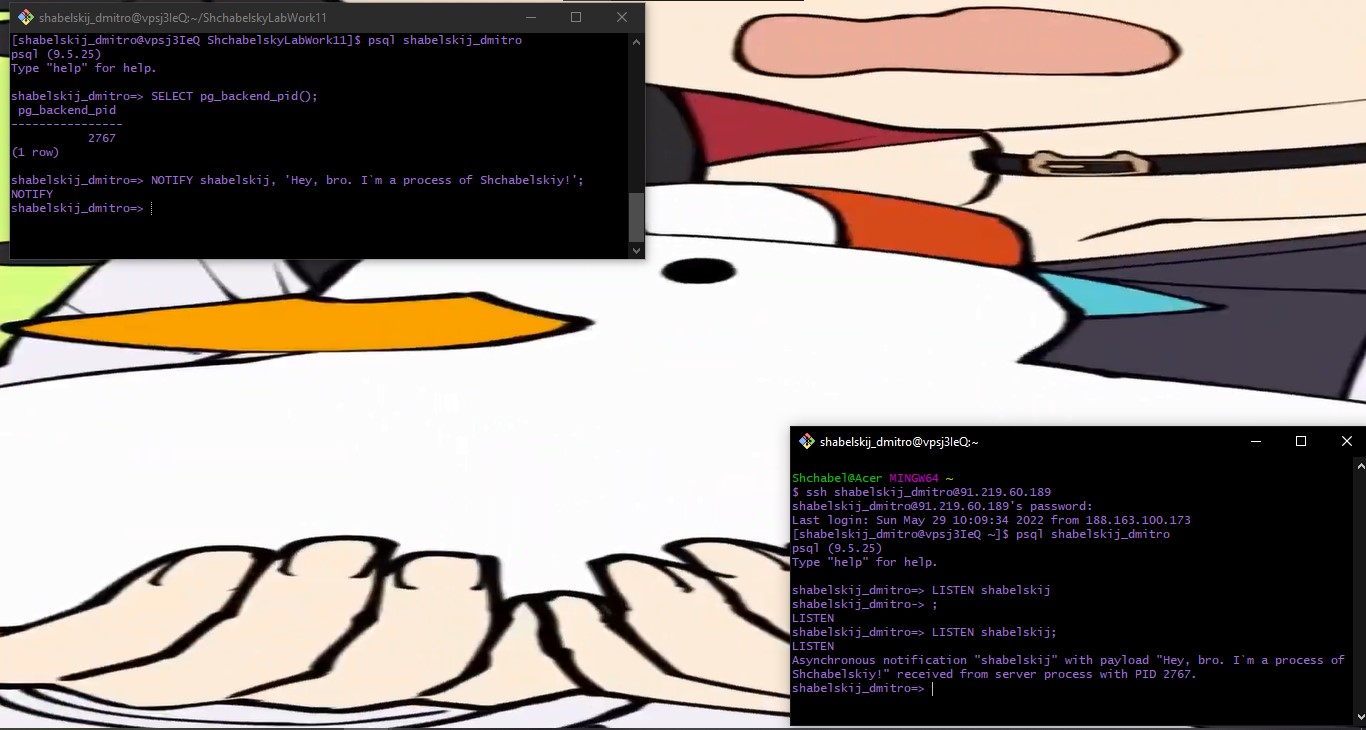 shabelskij_dmitro@vpsj3IeQ:~/ShchabelskyLabWork11
[shabelskij_dmitro@vpsj3IeQ ShchabelskyLabWork11]$ psql shabelskij_dmitro
psql (9.5.25)
Type "help" for help.
shabelskij_dmitro=> SELECT pg_backend_pid();
pg_backend_pid
----------------
2767
(1 row)
shabelskij_dmitro=> NOTIFY shabelskij, 'Hey, bro. I`m a process of Shchabelskiy!';
NOTIFY
shabelskij_dmitro=>
shabelskij_dmitro@vpsj3IeQ:~
Shchabel@Acer MINGW64 ~
$ ssh shabelskij_dmitro@91.219.60.189
shabelskij_dmitro@91.219.60.189's password:
Last login: Sun May 29 10:09:34 2022 from 188.163.100.173
[shabelskij_dmitro@vpsj3IeQ ~]$ psql shabelskij_dmitro
psql (9.5.25)
Type "help" for help.
shabelskij_dmitro=> LISTEN shabelskij
shabelskij_dmitro-> ;
LISTEN
shabelskij_dmitro=> LISTEN shabelskij;
LISTEN
Asynchronous notification "shabelskij" with payload "Hey, bro. I`m a process of
Shchabelskiy!" received from server process with PID 2767.
shabelskij_dmitro=>